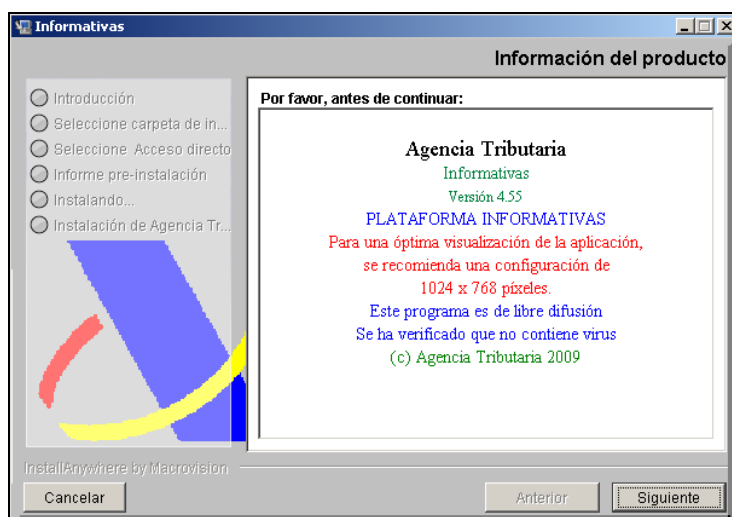 Informativas
Información del producto
Introducción
Seleccione carpeta de in...
Seleccione Acceso directo
Informe pre-instalación
Instalando...
Instalación de Agencia Tr...
Por favor, antes de continuar:
Agencia Tributaria
Informativas
Versión 4.55
PLATAFORMA INFORMATIVAS
Para una óptima visualización de la aplicación,
se recomienda una configuración de
1024 x 768 píxeles.
Este programa es de libre difusión
Se ha verificado que no contiene virus
(c) Agencia Tributaria 2009
InstallAnywhere by Macrovision
Cancelar
Anterior
Siguiente